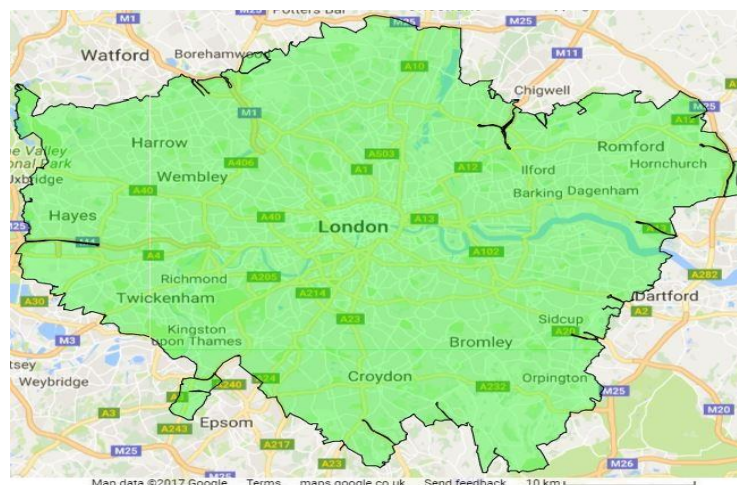 Potters Bar
M1
M25
Watford
Borehamwood
M11
A10
Chigwell
M1
M25
A12
Harrow
A503
Romford
A406
A1
A12
Ilford
Hornchurch
Wembley
Uxbridge
A40
Barking Dagenham
Hayes
A40
A13
M25
London
A13
M4
A4
A102
Richmond
A205
A282
A30
Twickenham
A214
Dartford
A2
A23
Sidcup
M3
Kingston
upon Thames
A20
Bromley
Weybridge
Croydon
Orpington
A240
A24
A232
M25
A3
A3
M20
A243
Epsom
A217
M25
A23
M26
Map data ©2017 Google Terms maps.google.co.uk Send feedback 10 km